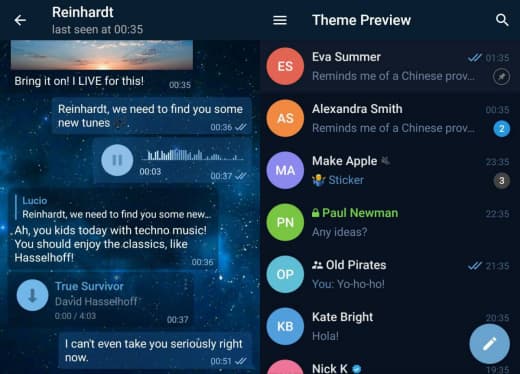 Reinhardt
last seen at 00:35
Bring it on! I LIVE for this!
00:35
Reinhardt, we need to find you some
new tunes
00:36
00:03
00:37
Lucio
Reinhardt, we need to find you some new...
Ah, you kids today with techno music!
You should enjoy the classics, like
Hasselhoff!
00:36
True Survivor
David Hasselhoff
0:00 / 4:03
00:37
I can't even take you seriously right
now.
00:51
Theme Preview
ES
Eva Summer
01:35
Reminds me of a Chinese prov...
AS
Alexandra Smith
00:35
Reminds me of a Chinese prov...
2
MA
Make Apple
23:35
Sticker
3
PN
Paul Newman
22:35
Any ideas?
OP
Old Pirates
21:35
You: Yo-ho-ho!
KB
Kate Bright
20:35
Hola!
Nick K
19:35